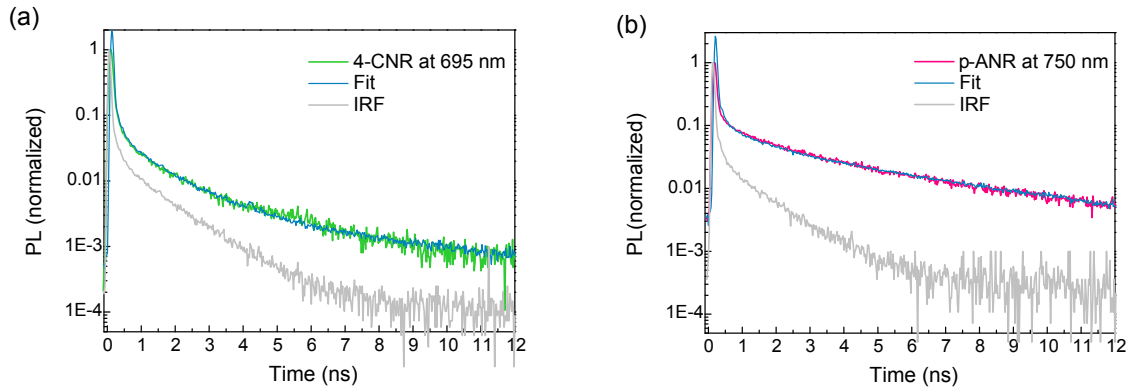 (a)
4-CNR at 695 nm
Fit
IRF
PL (normalized)
1
0.1
0.01
1E-3
1E-4
0 1 2 3 4 5 6 7 8 9 10 11 12
Time (ns)
(b)
p-ANR at 750 nm
Fit
IRF
PL(normalized)
1
0.1
0.01
1E-3
1E-4
0 1 2 3 4 5 6 7 8 9 10 11 12
Time (ns)